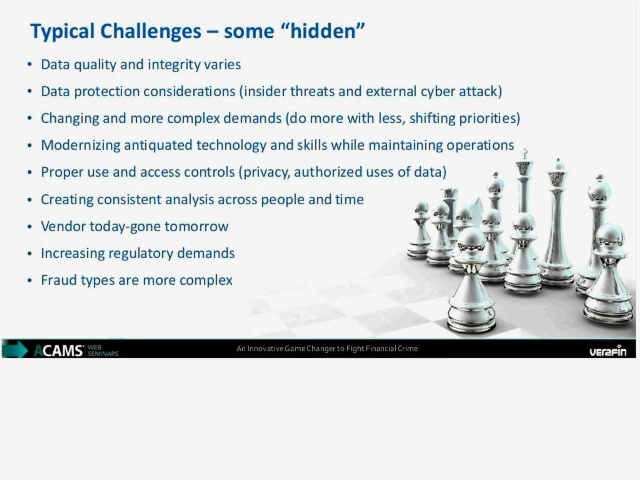 Typical Challenges – some “hidden”
• Data quality and integrity varies
• Data protection considerations (insider threats and external cyber attack)
• Changing and more complex demands (do more with less, shifting priorities)
• Modernizing antiquated technology and skills while maintaining operations
• Proper use and access controls (privacy, authorized uses of data)
• Creating consistent analysis across people and time
• Vendor today-gone tomorrow
• Increasing regulatory demands
• Fraud types are more complex
ACAMS WEB
SEMINARS
An Innovative Game Changer to Fight Financial Crime
verafin